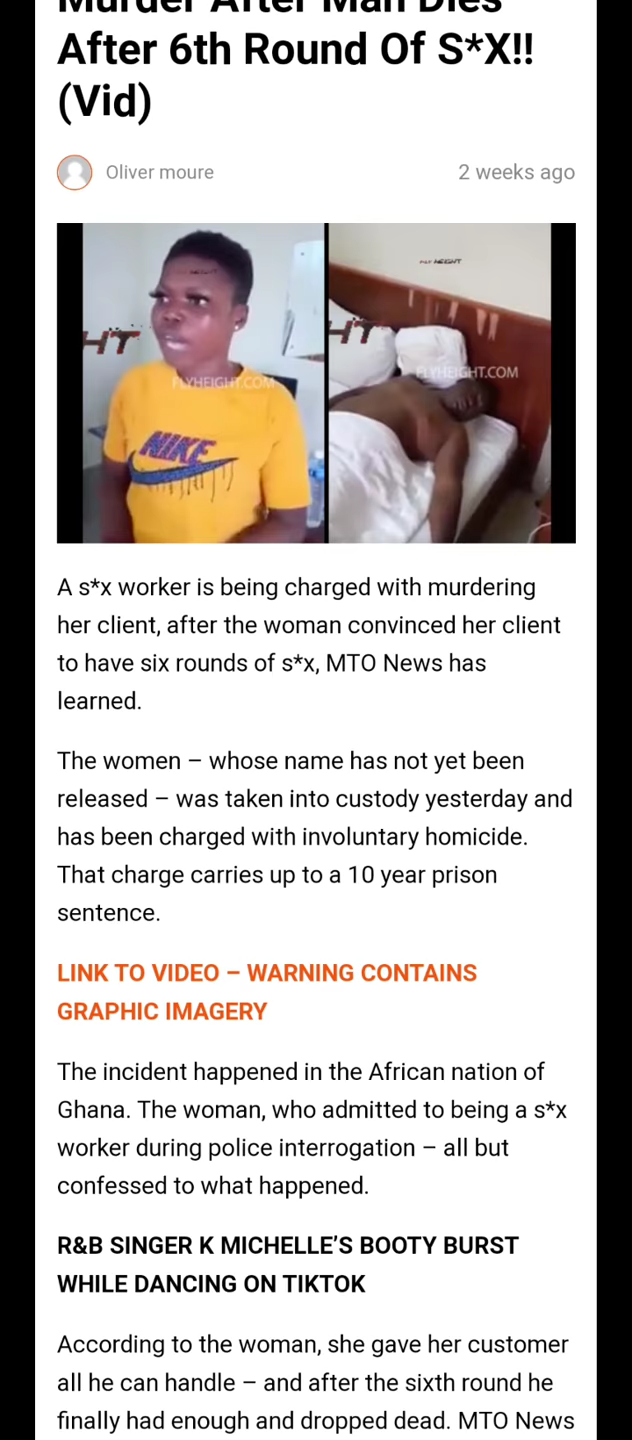 Murder After Man Dies
After 6th Round Of S*X!!
(Vid)
Oliver moure
2 weeks ago
HT
FLYHEIGHT.COM
NIKE
FLY HEIGHT
HT
FLYHEIGHT.COM
A s*x worker is being charged with murdering
her client, after the woman convinced her client
to have six rounds of s*x, MTO News has
learned.
The women – whose name has not yet been
released – was taken into custody yesterday and
has been charged with involuntary homicide.
That charge carries up to a 10 year prison
sentence.
LINK TO VIDEO – WARNING CONTAINS
GRAPHIC IMAGERY
The incident happened in the African nation of
Ghana. The woman, who admitted to being a s*x
worker during police interrogation – all but
confessed to what happened.
R&B SINGER K MICHELLE’S BOOTY BURST
WHILE DANCING ON TIKTOK
According to the woman, she gave her customer
all he can handle – and after the sixth round he
finally had enough and dropped dead. MTO News